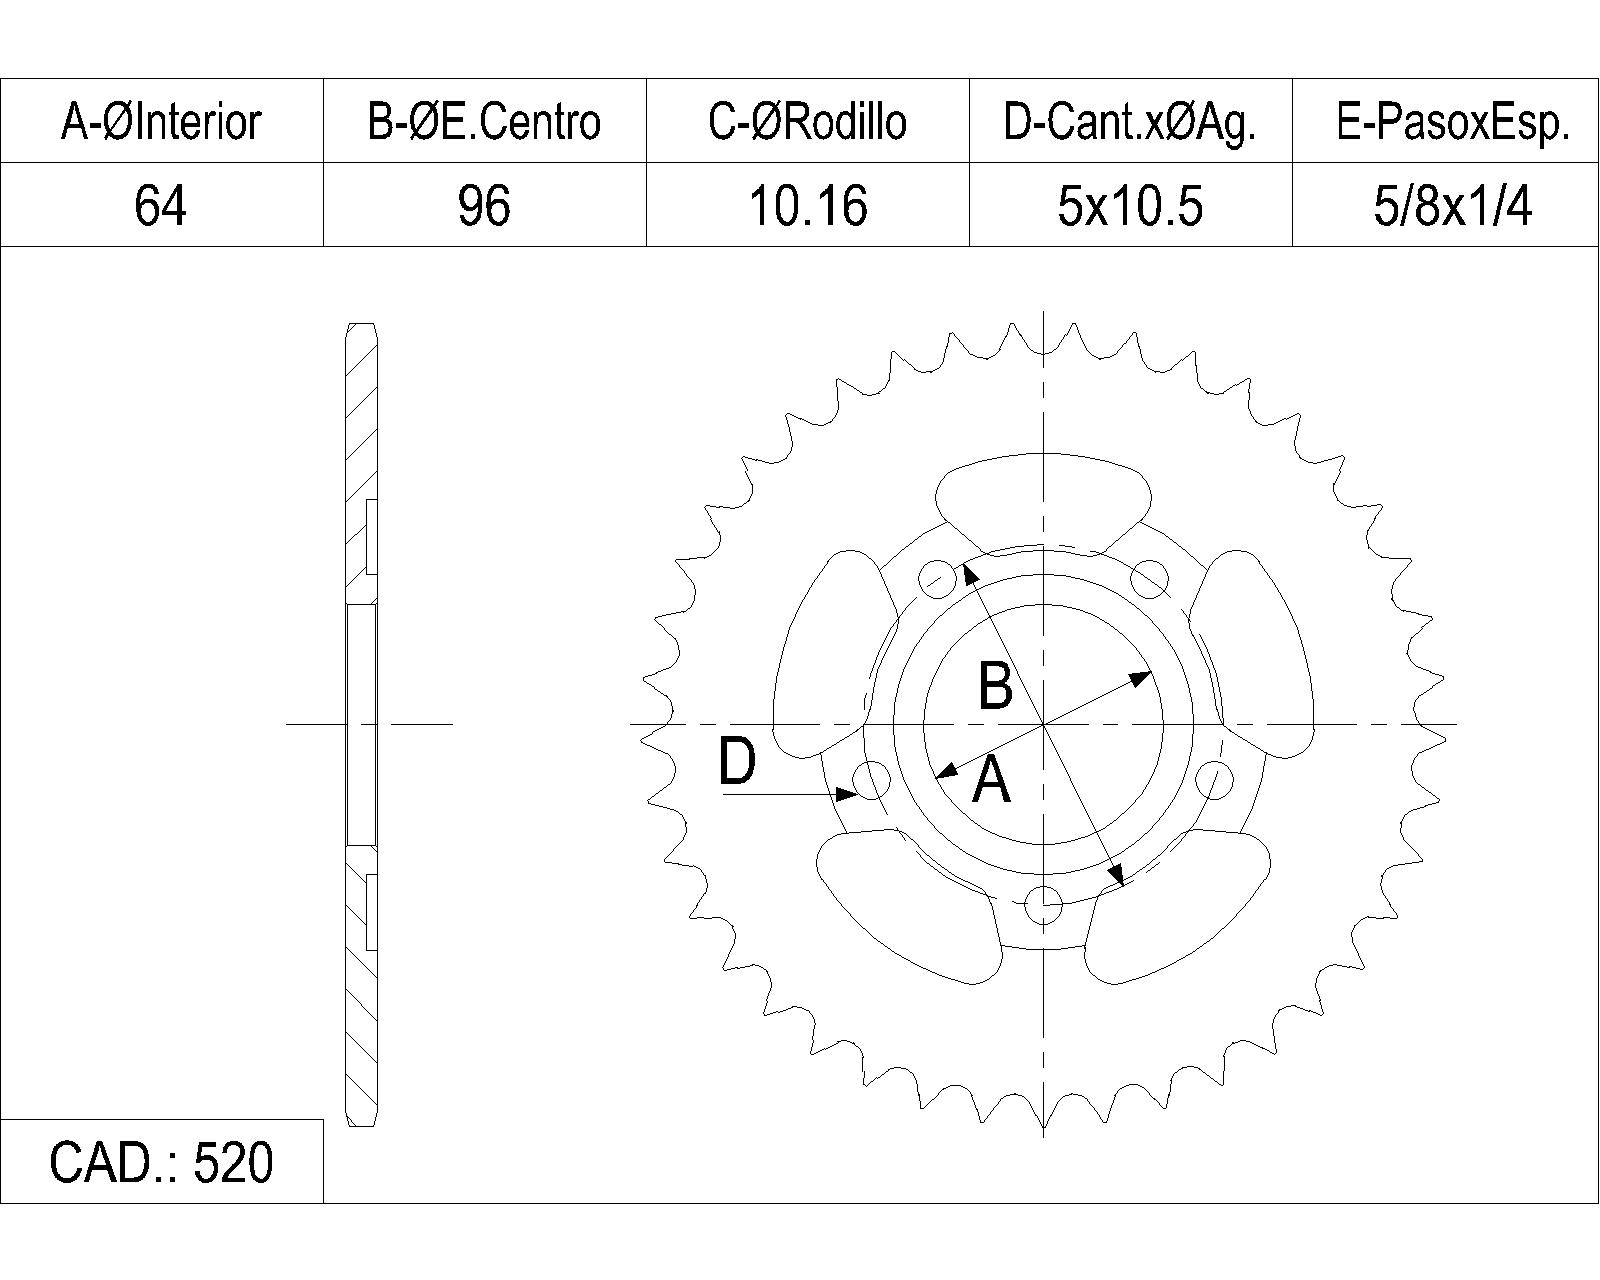 A-ØInterior B-ØE.Centro C-ØRodillo D-Cant.xØAg. E-PasoxEsp.
64 96 10.16 5x10.5 5/8x1/4
B
D
A
CAD.: 520